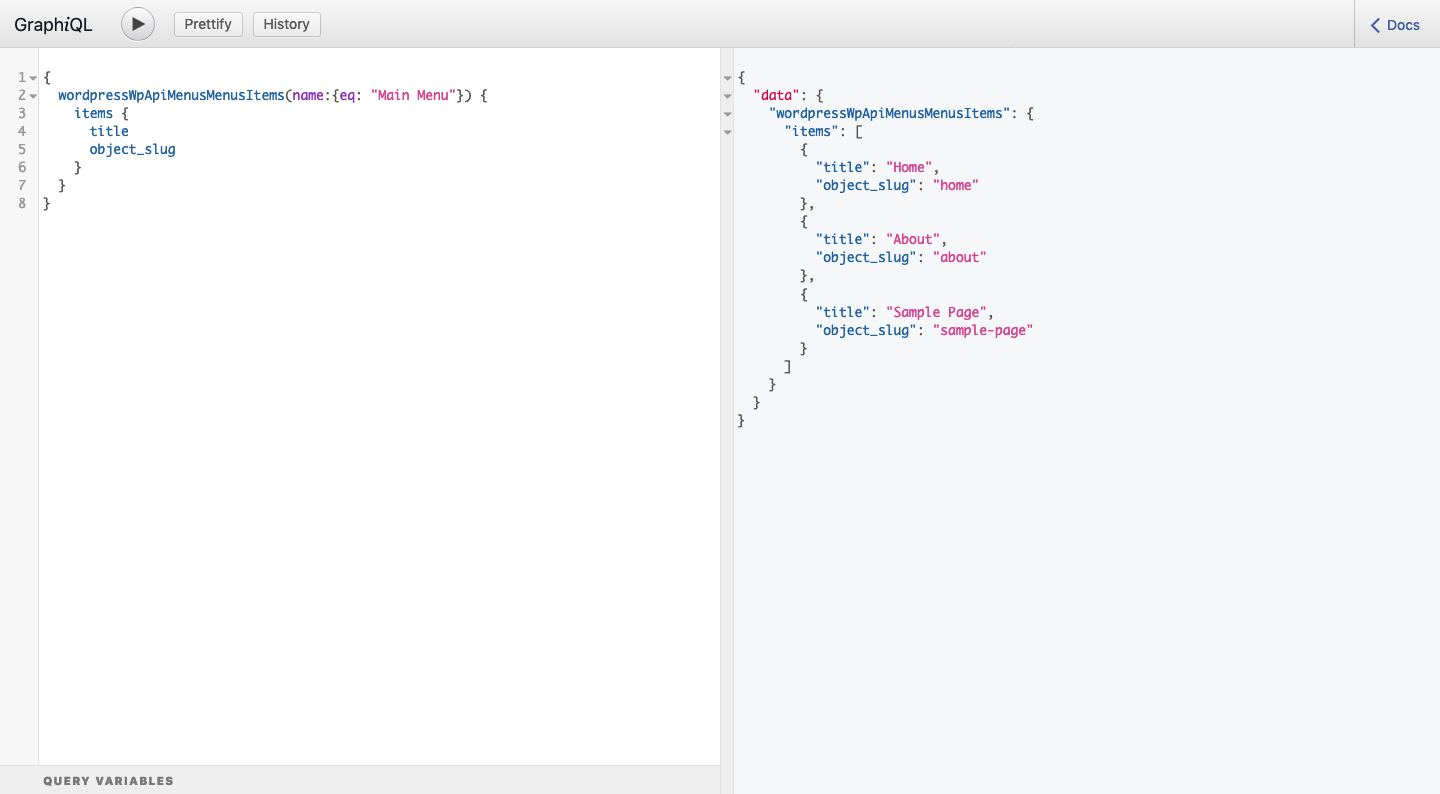 GraphiQL
Prettify
History
Docs
1 {
2 wordpressWpApiMenusMenusItems(name:{eq: "Main Menu"}) {
3 items {
4 title
5 object_slug
6 }
7 }
8 }
QUERY VARIABLES
{
"data": {
"wordpressWpApiMenusMenusItems": {
"items": [
{
"title": "Home",
"object_slug": "home"
},
{
"title": "About",
"object_slug": "about"
},
{
"title": "Sample Page",
"object_slug": "sample-page"
}
]
}
}
}